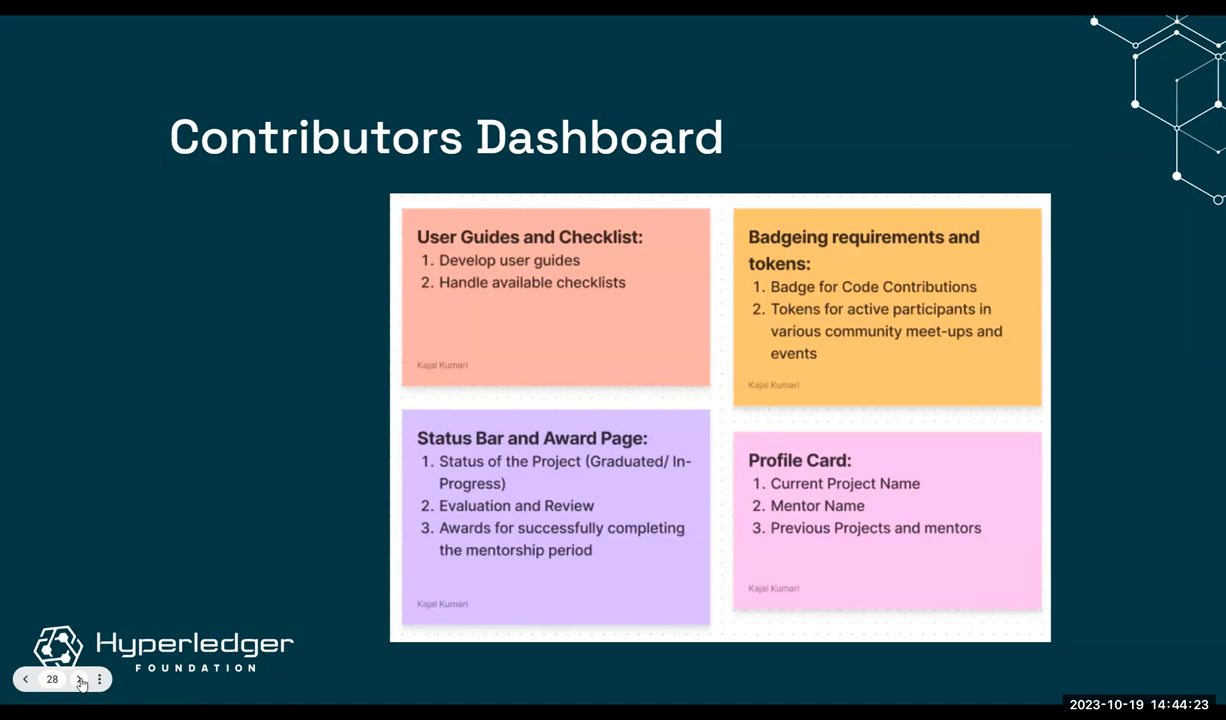 Contributors Dashboard
User Guides and Checklist:
1. Develop user guides
2. Handle available checklists
Kajal Kumari
Badgeing requirements and
tokens:
1. Badge for Code Contributions
2. Tokens for active participants in
various community meet-ups and
events
Kajal Kumari
Status Bar and Award Page:
1. Status of the Project (Graduated/ In-
Progress)
2. Evaluation and Review
3. Awards for successfully completing
the mentorship period
Kajal Kumari
Profile Card:
1. Current Project Name
2. Mentor Name
3. Previous Projects and mentors
Kajal Kumari
Hyperledger
FOUNDATION
28
2023-10-19 14:44:23